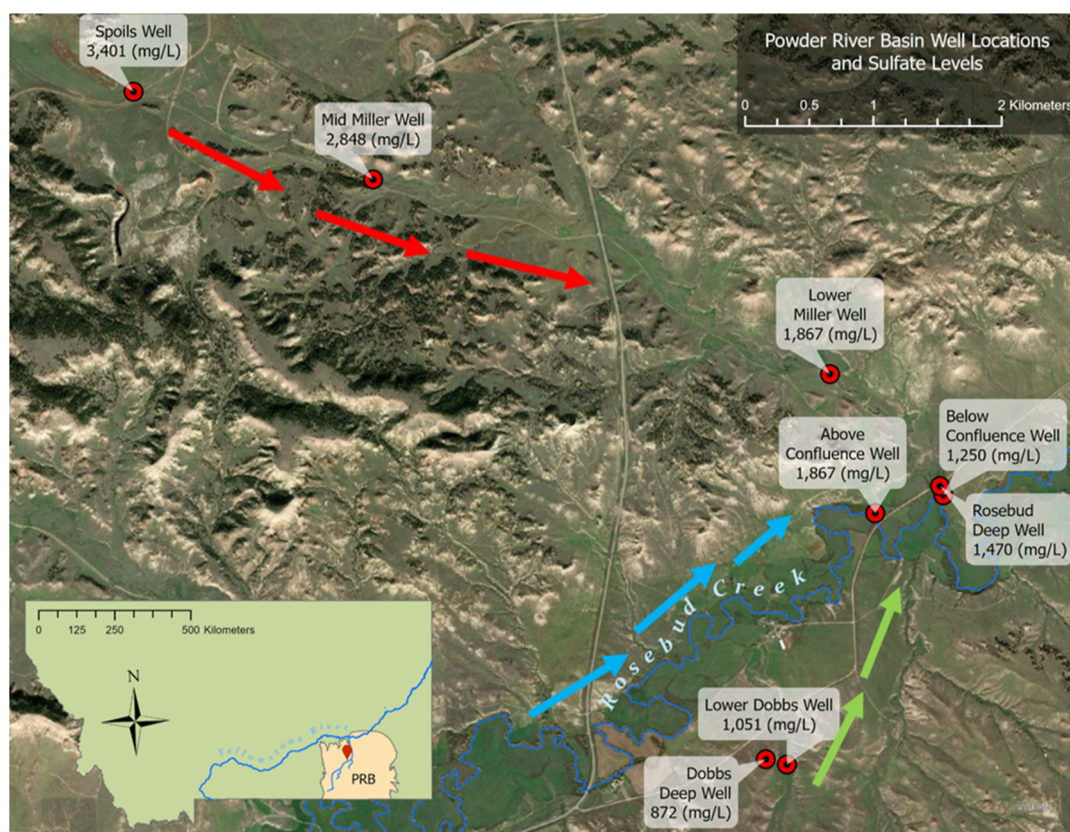 Spoils Well
3,401 (mg/L)
Powder River Basin Well Locations
and Sulfate Levels
0 0.5 1 2 Kilometers
Mid Miller Well
2,848 (mg/L)
Lower
Miller Well
1,867 (mg/L)
Above
Confluence Well
1,867 (mg/L)
Below
Confluence Well
1,250 (mg/L)
Rosebud
Deep Well
1,470 (mg/L)
Rosebud Creek
0 125 250 500 Kilometers
N
Yellowstone River
PRB
Lower Dobbs Well
1,051 (mg/L)
Dobbs
Deep Well
872 (mg/L)